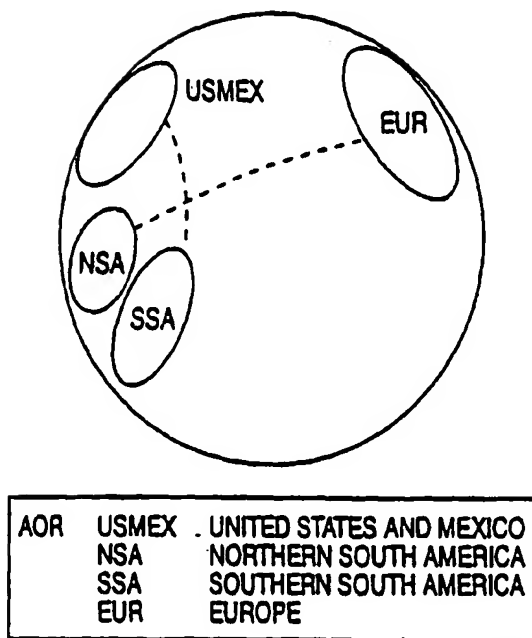 USMEX
EUR
NSA
SSA
AOR USMEX . UNITED STATES AND MEXICO
NSA NORTHERN SOUTH AMERICA
SSA SOUTHERN SOUTH AMERICA
EUR EUROPE